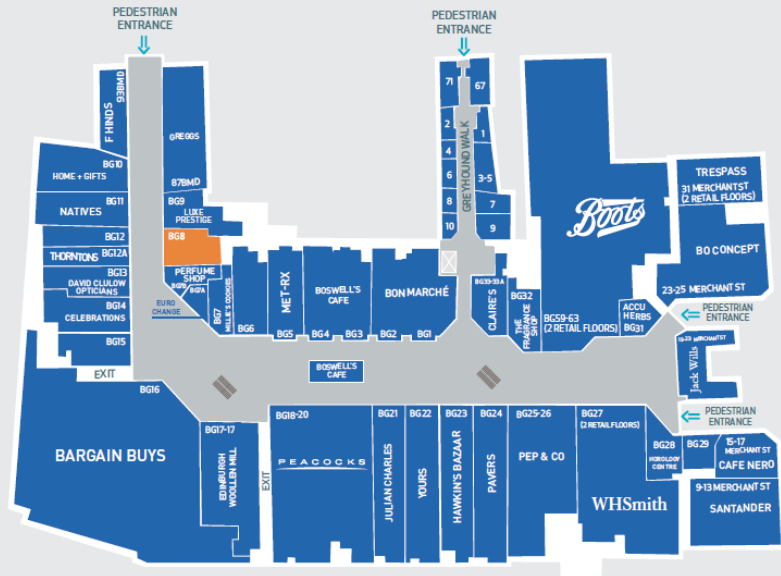 PEDESTRIAN
ENTRANCE
PEDESTRIAN
ENTRANCE
F HINDS
93BMD
GREGGS
87BMD
BG10
HOME + GIFTS
BG11
NATIVES
BG9
LUXE
PRESTIGE
BG12
BG8
THORNTONS
BG12A
BG13
DAVID CLULOW
OPTICIANS
PERFUME
SHOP
BG7B
BG7A
BG14
CELEBRATIONS
EURO
CHANGE
BG15
EXIT
BG7
MILLIE'S COOKIES
BG6
MET-RX
BG5
BOSWELL'S
CAFE
BG4
BG3
BON MARCHÉ
BG2
BG1
71
67
2
1
4
6
3-5
8
7
10
9
GREYHOUND WALK
BG33-33A
CLAIRE'S
BG32
THE
FRAGRANCE
SHOP
Boots
BG59-63
(2 RETAIL FLOORS)
ACCU
HERBS
BG31
TRESPASS
31 MERCHANT ST
(2 RETAIL FLOORS)
BO CONCEPT
23-25 MERCHANT ST
PEDESTRIAN
ENTRANCE
MERCHANT ST
Jack Wills
PEDESTRIAN
ENTRANCE
BOSWELL'S
CAFE
BG16
BARGAIN BUYS
BG17-17
EDINBURGH
WOOLLEN MILL
EXIT
BG18-20
PEACOCKS
BG21
JULIAN CHARLES
BG22
YOURS
BG23
HAWKIN'S BAZAAR
BG24
PAVERS
BG25-26
PEP & CO
BG27
(2 RETAIL FLOORS)
WHSmith
BG28
HOROLOGY
CENTRE
BG29
15-17
MERCHANT ST
CAFE NERO
9-13 MERCHANT ST
SANTANDER